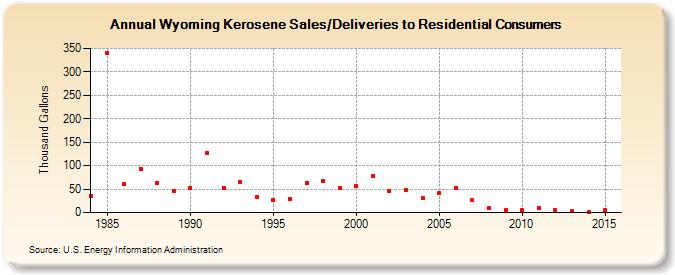 Annual Wyoming Kerosene Sales/Deliveries to Residential Consumers
Thousand Gallons
350
300
250
200
150
100
50
0
1985 1990 1995 2000 2005 2010 2015
Source: U.S. Energy Information Administration